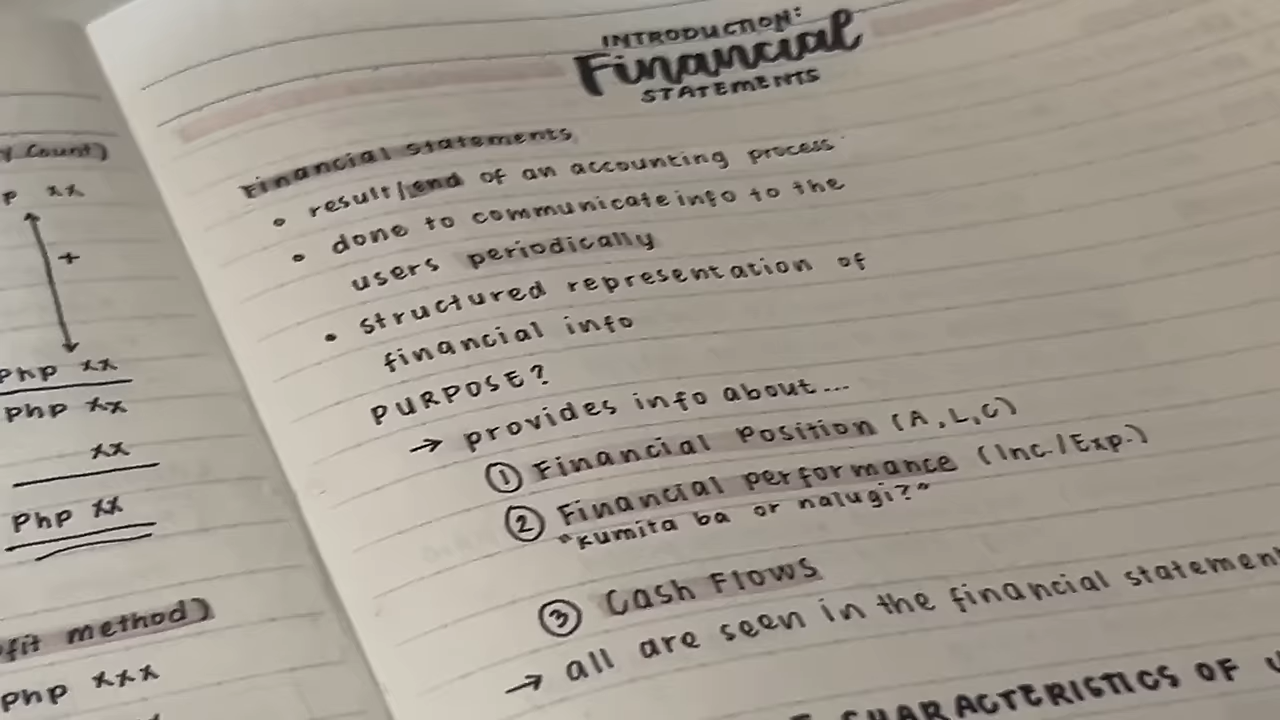 y Count)
P xx
+
Php xx
Php xx
xx
Php xx
fit method)
Php xxx
INTRODUCTION:
Financial
STATEMENTS
Financial statements
• result/end of an accounting process
• done to communicate info to the
users periodically
• structured representation of
financial info
PURPOSE?
→ provides info about...
① Financial Position (A, L, C)
② Financial performance (Inc./Exp.)
"Kumita ba or nalugi?"
③ Cash Flows
→ all are seen in the financial statement
CHARACTERISTICS OF